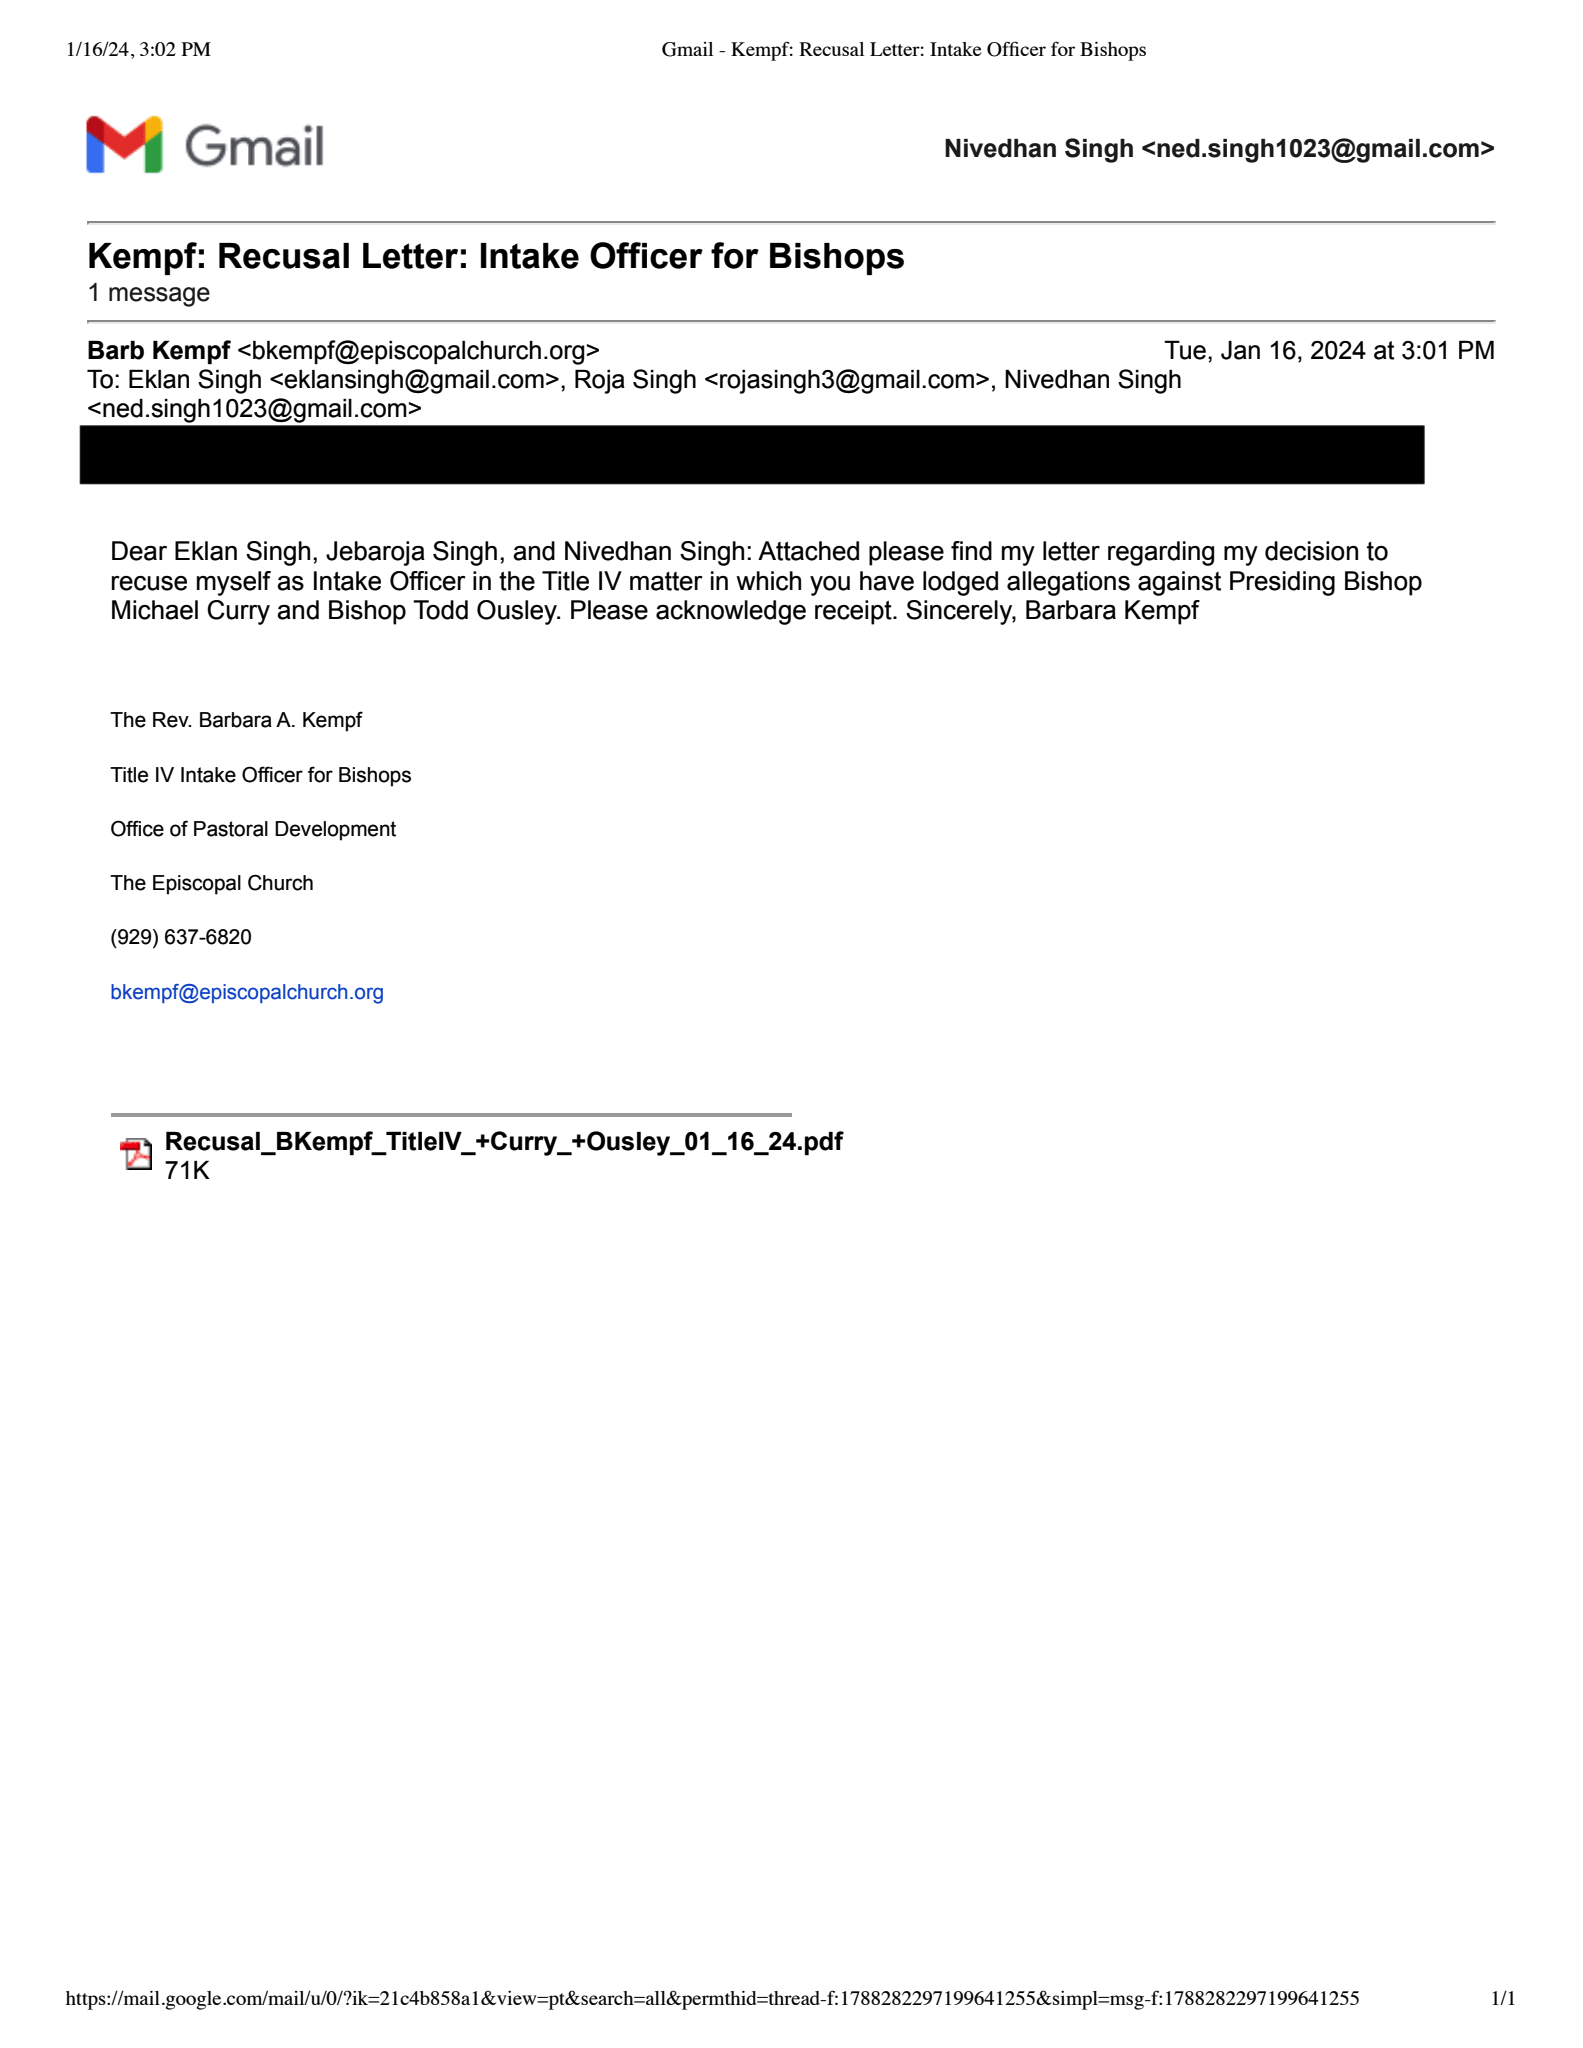 1/16/24, 3:02 PM
Gmail - Kempf: Recusal Letter: Intake Officer for Bishops
Gmail
Nivedhan Singh <ned.singh1023@gmail.com>
Kempf: Recusal Letter: Intake Officer for Bishops
1 message
Barb Kempf <bkempf@episcopalchurch.org>
Tue, Jan 16, 2024 at 3:01 PM
To: Eklan Singh <eklansingh@gmail.com>, Roja Singh <rojasingh3@gmail.com>, Nivedhan Singh
<ned.singh1023@gmail.com>
Dear Eklan Singh, Jebaroja Singh, and Nivedhan Singh: Attached please find my letter regarding my decision to
recuse myself as Intake Officer in the Title IV matter in which you have lodged allegations against Presiding Bishop
Michael Curry and Bishop Todd Ousley. Please acknowledge receipt. Sincerely, Barbara Kempf
The Rev. Barbara A. Kempf
Title IV Intake Officer for Bishops
Office of Pastoral Development
The Episcopal Church
(929) 637-6820
bkempf@episcopalchurch.org
Recusal_BKempf_TitleIV_+Curry_+Ousley_01_16_24.pdf
71K
https://mail.google.com/mail/u/0/?ik=21c4b858a1&view=pt&search=all&permthid=thread-f:1788282297199641255&simpl=msg-f:1788282297199641255
1/1